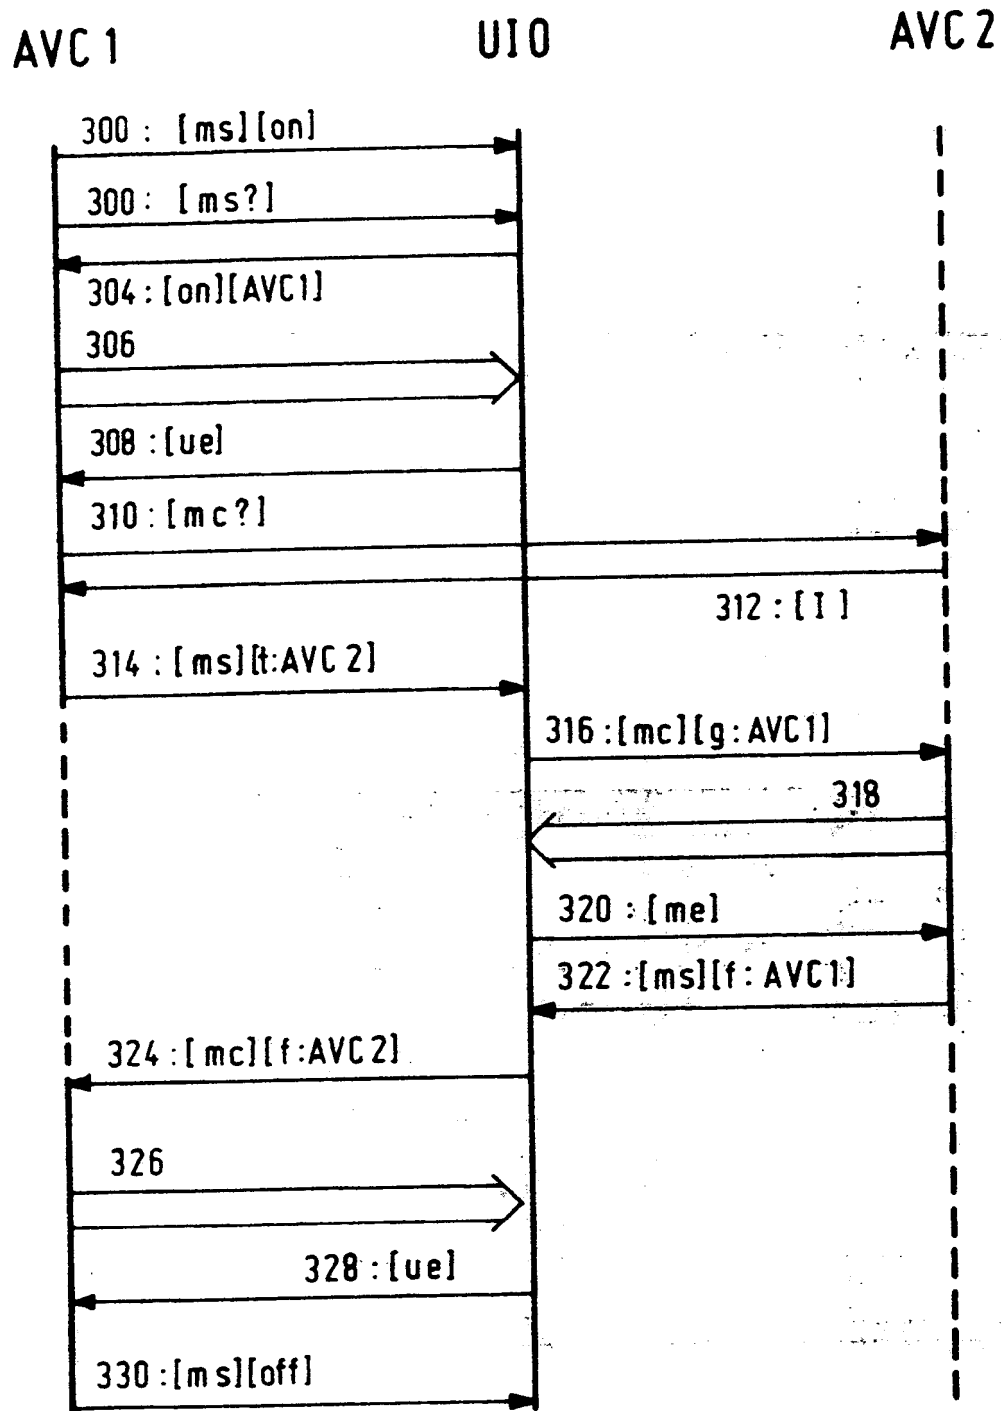 AVC 1 UIO AVC 2
300 : [ms][on]
300 : [ms?]
304 : [on][AVC1]
306
308 : [ue]
310 : [mc?]
312 : [I ]
314 : [ms][t:AVC 2]
316 : [mc][g : AVC1]
318
320 : [me]
322 : [ms][f : AVC1]
324 : [mc][f :AVC 2]
326
328 : [ue]
330 : [ms][off]